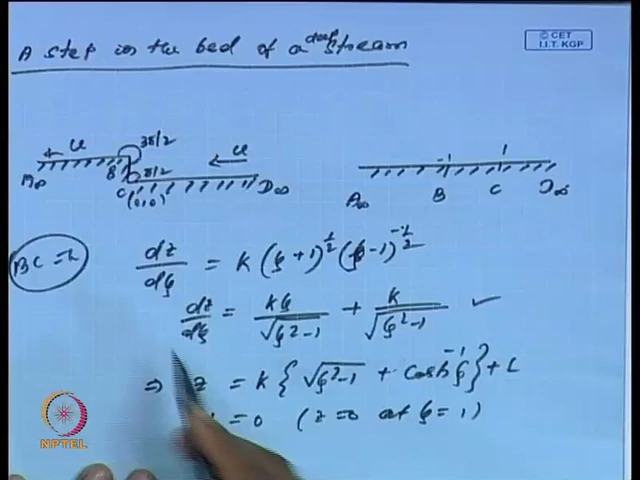 A step in the bed of a deep stream
© CET
I.I.T. KGP
U
3π/2
U
B
π/2
A∞
C
(0,0)
D∞
-1
1
A∞
B
C
D∞
BC = h
dz/dζ = K (ζ+1)^{1/2} (ζ-1)^{-1/2}
dz/dζ = Kζ/√(ζ²-1) + K/√(ζ²-1) ✓
⇒ z = K{√(ζ²-1) + cosh⁻¹ζ} + L
= 0 (z=0 at ζ=1)
NPTEL